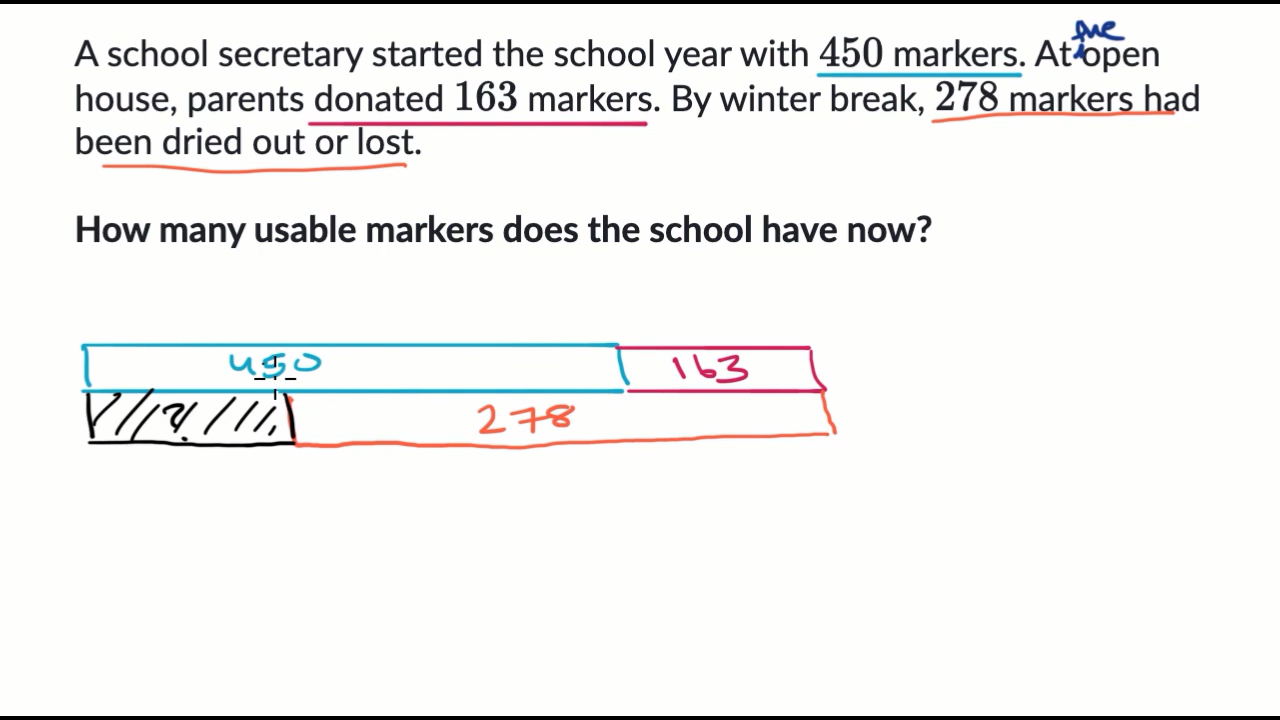 A school secretary started the school year with 450 markers. At the open
house, parents donated 163 markers. By winter break, 278 markers had
been dried out or lost.
How many usable markers does the school have now?
450 163
? 278